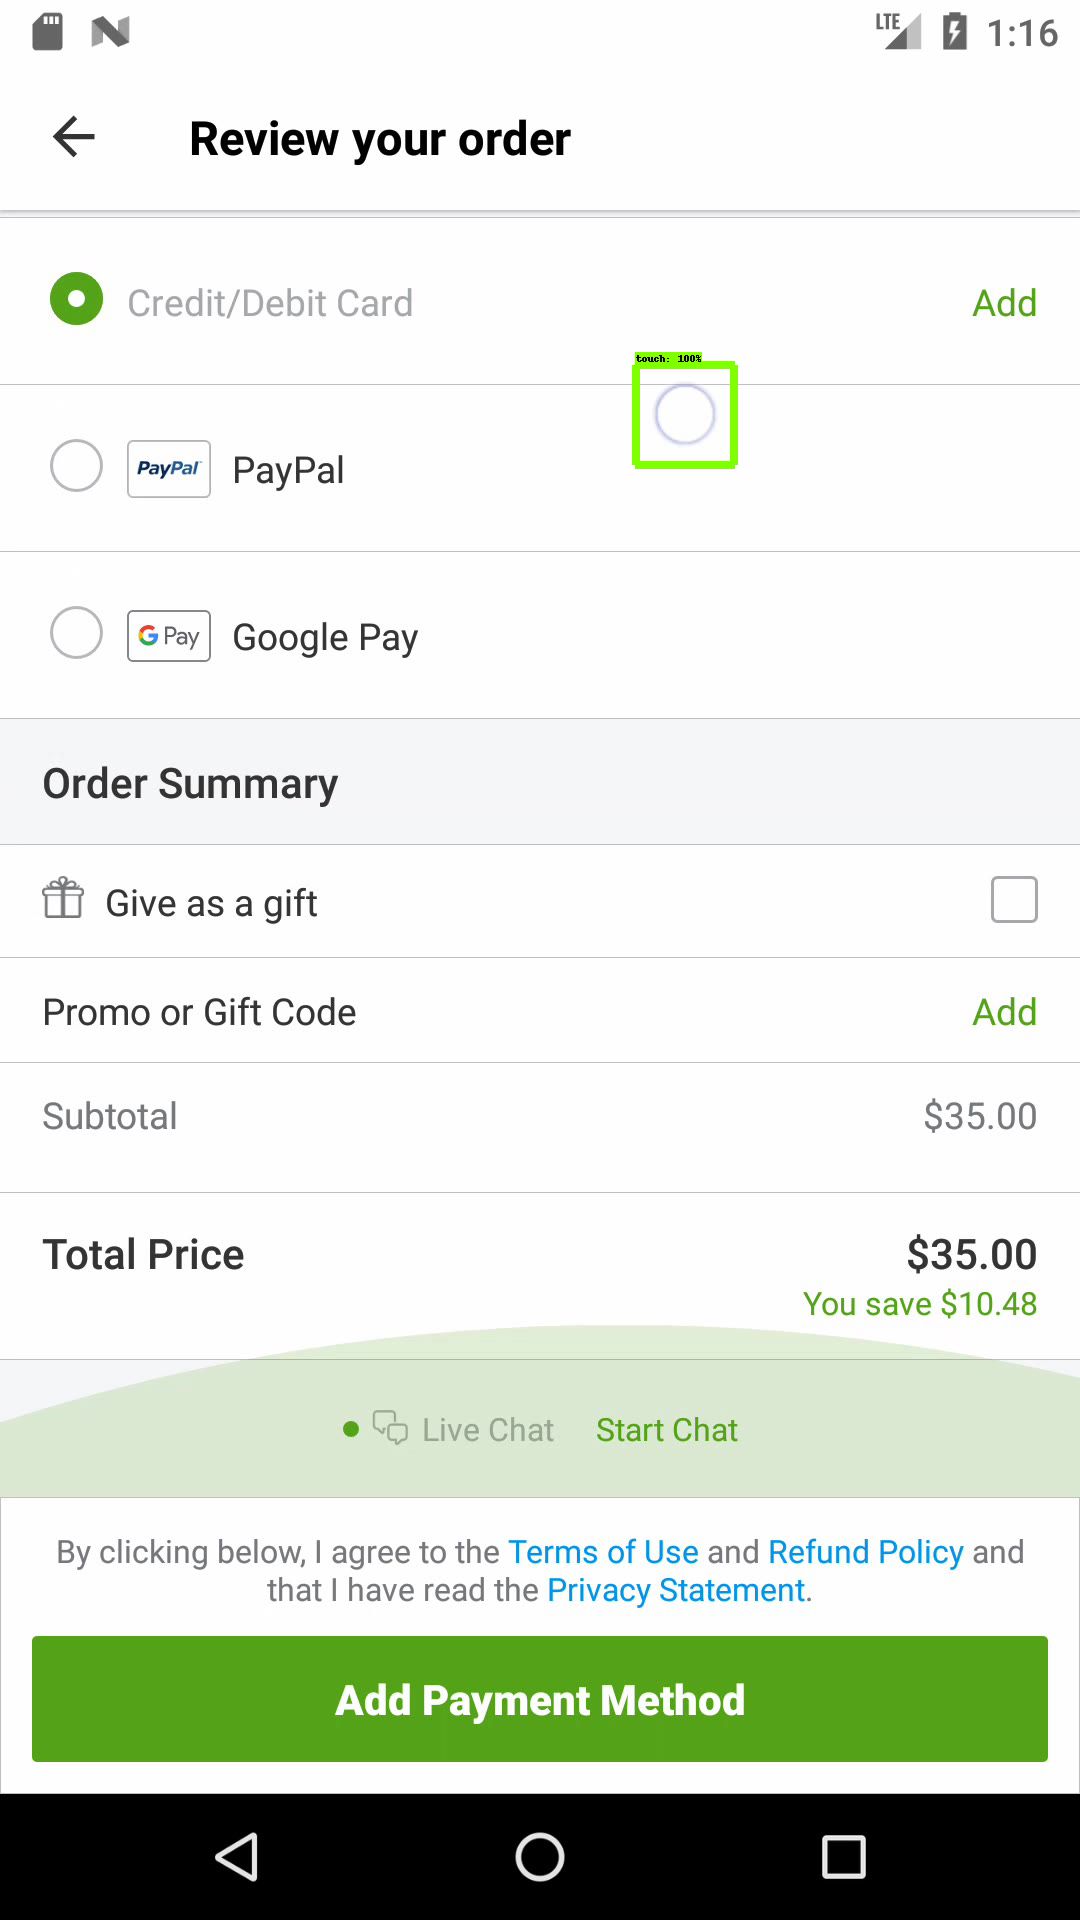 LTE 1:16
Review your order
Credit/Debit Card Add
touch: 100%
PayPal PayPal
G Pay Google Pay
Order Summary
Give as a gift
Promo or Gift Code Add
Subtotal $35.00
Total Price $35.00
You save $10.48
Live Chat Start Chat
By clicking below, I agree to the Terms of Use and Refund Policy and
that I have read the Privacy Statement.
Add Payment Method